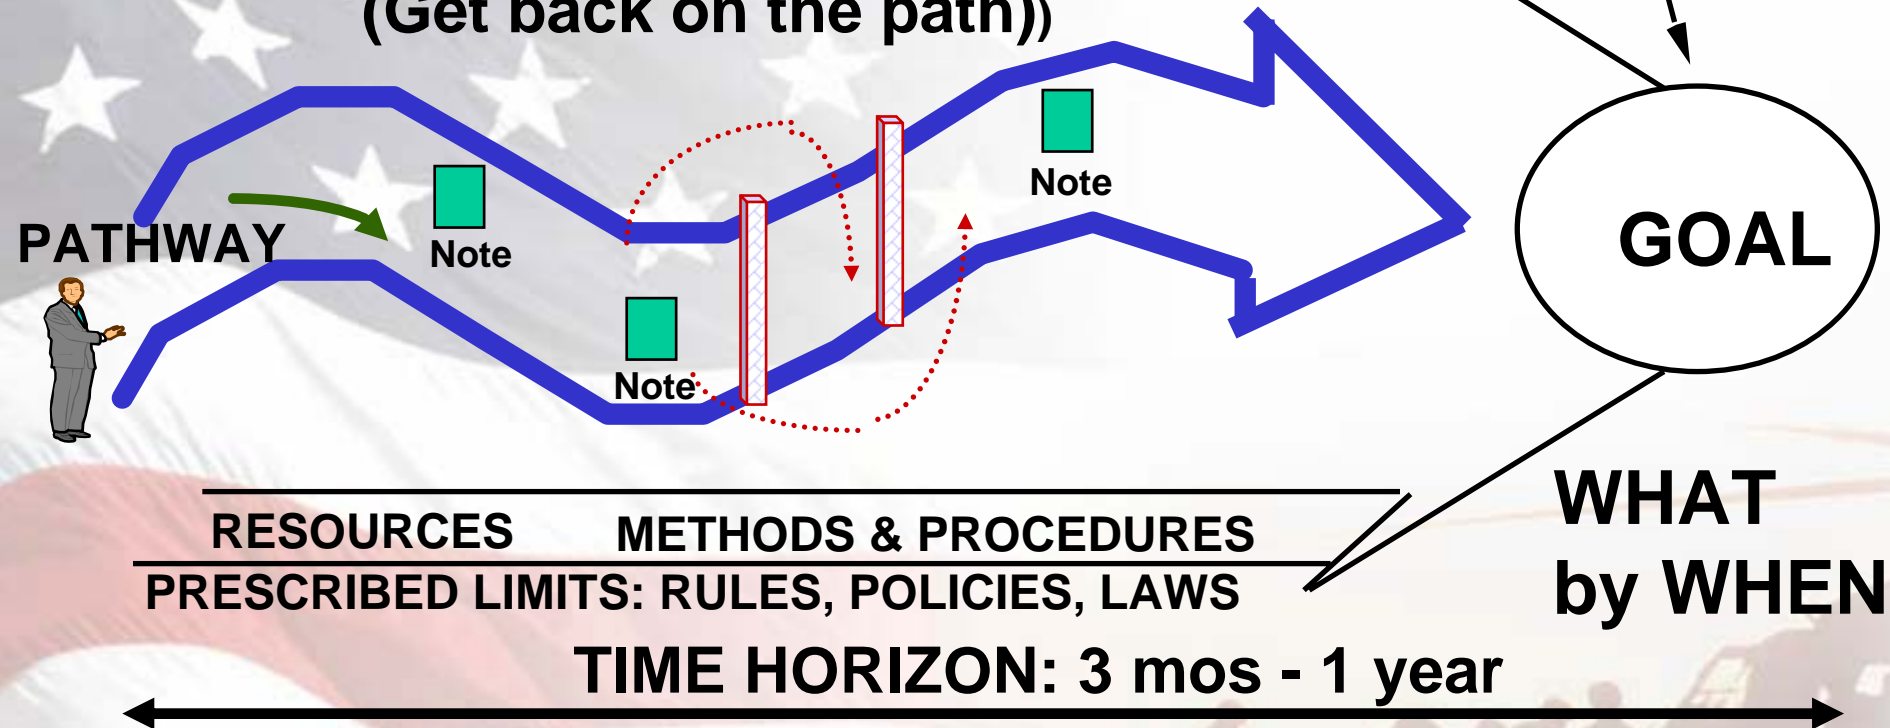 (Get back on the path))
Note
PATHWAY
Note
GOAL
Note
WHAT
by WHEN
RESOURCES METHODS & PROCEDURES
PRESCRIBED LIMITS: RULES, POLICIES, LAWS
TIME HORIZON: 3 mos - 1 year